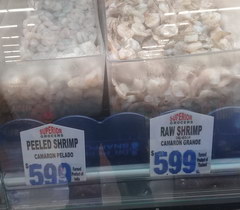 SUPERIOR
GROCERS
PEELED SHRIMP
CAMARON PELADO
$599
SUPERIOR
GROCERS
RAW SHRIMP
CAMARON GRANDE
$599